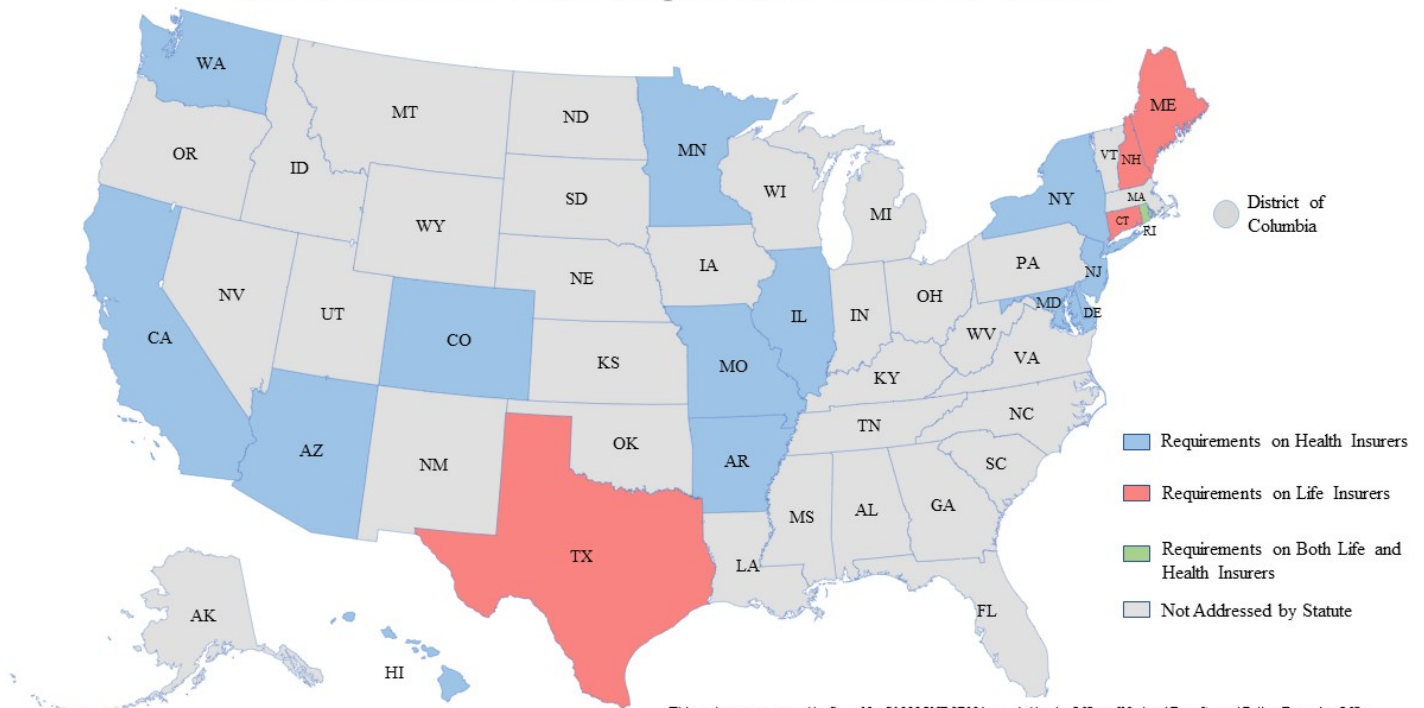 WA
MT
ND
MN
ME
OR
ID
VT
NH
WI
SD
MI
NY
MA
District of
Columbia
CT
RI
WY
IA
PA
NE
NV
NJ
OH
UT
IL
IN
MD
DE
CA
CO
WV
VA
KS
MO
KY
NC
TN
OK
AZ
AR
NM
SC
GA
MS
AL
TX
LA
FL
AK
HI
Requirements on Health Insurers
Requirements on Life Insurers
Requirements on Both Life and
Health Insurers
Not Addressed by Statute